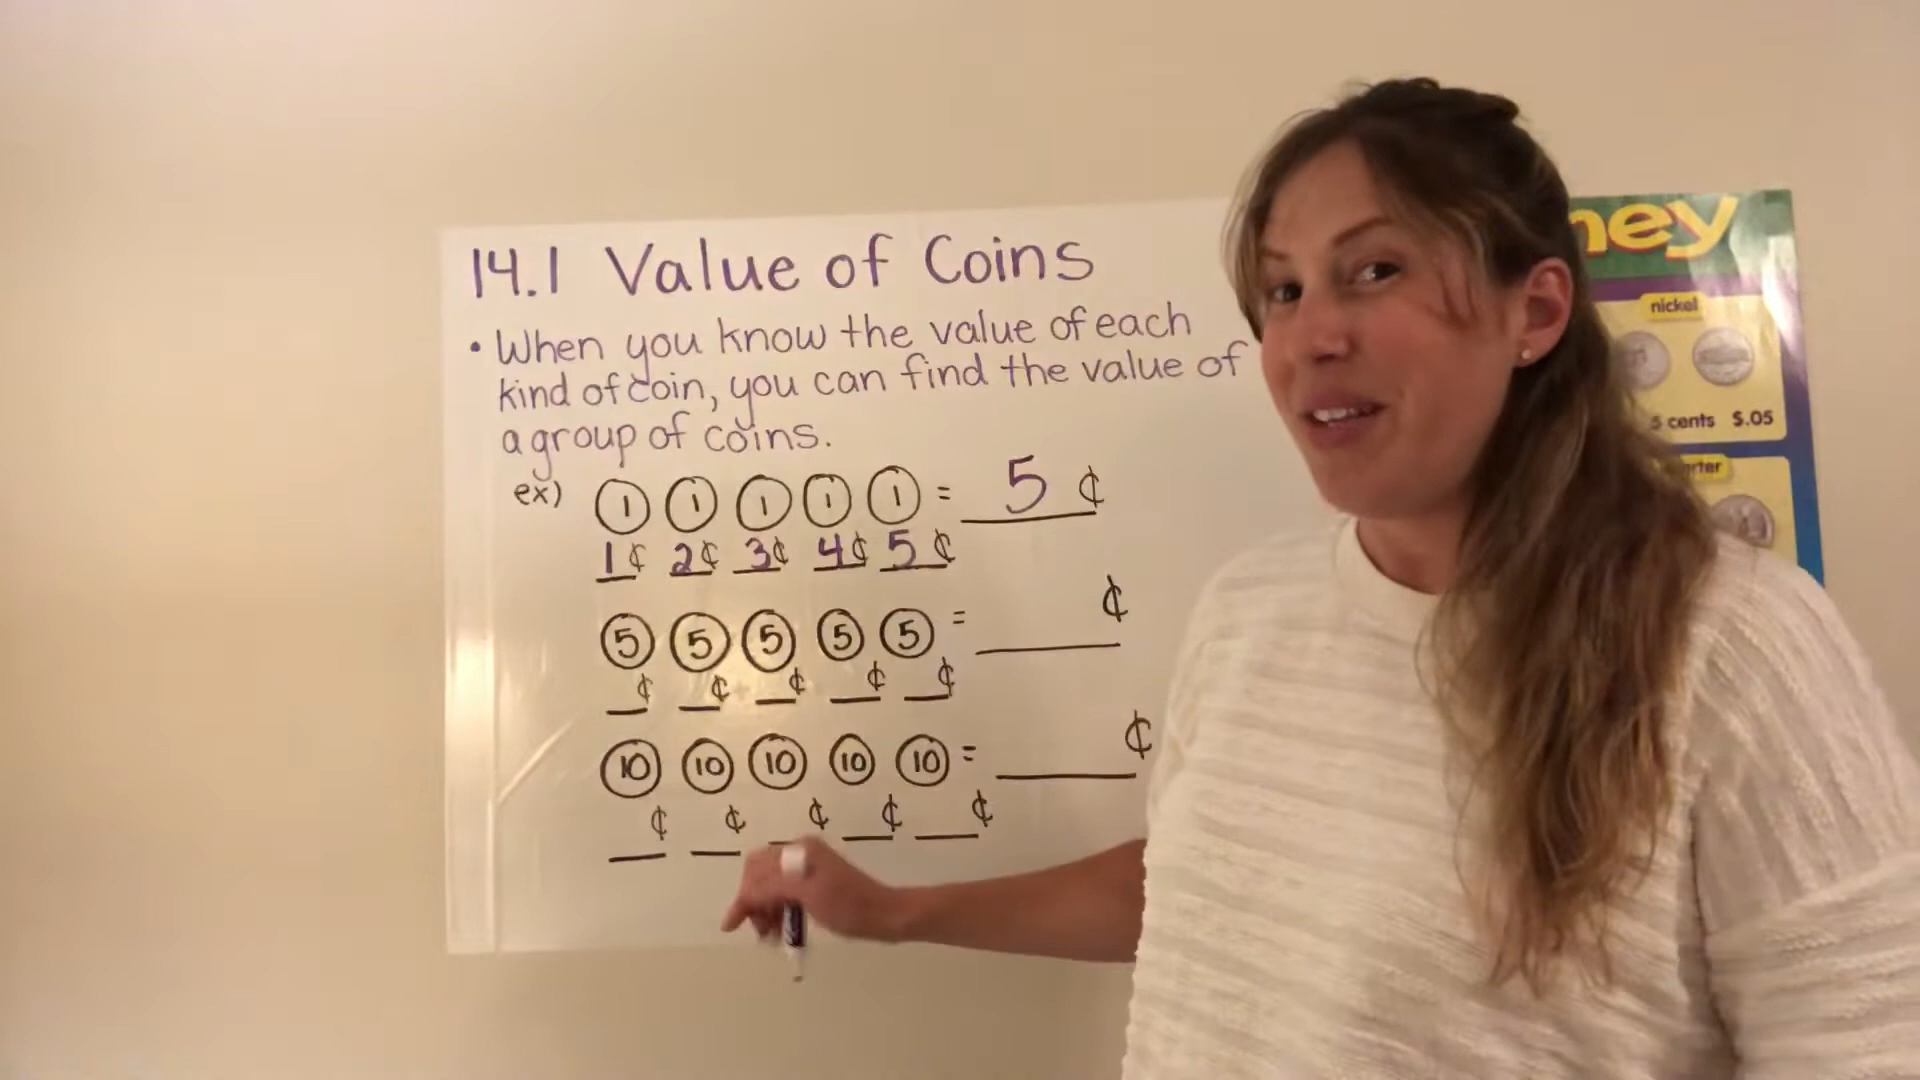 14.1 Value of Coins
• When you know the value of each
kind of coin, you can find the value of
a group of coins.
ex) 1 1 1 1 1 = 5 ¢
1¢ 2¢ 3¢ 4¢ 5¢
5 5 5 5 5 = ¢
¢ ¢ ¢ ¢ ¢
10 10 10 10 10 = ¢
¢ ¢ ¢ ¢ ¢
ney
nickel
5 cents $.05
rter